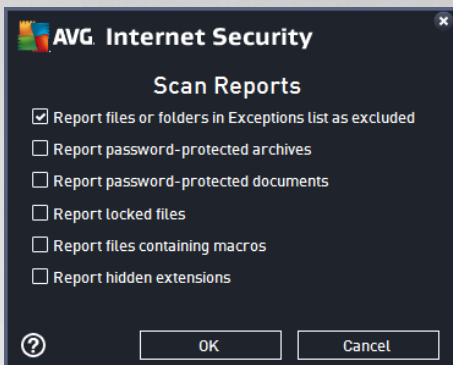 AVG. Internet Security
Scan Reports
Report files or folders in Exceptions list as excluded
Report password-protected archives
Report password-protected documents
Report locked files
Report files containing macros
Report hidden extensions
? OK Cancel